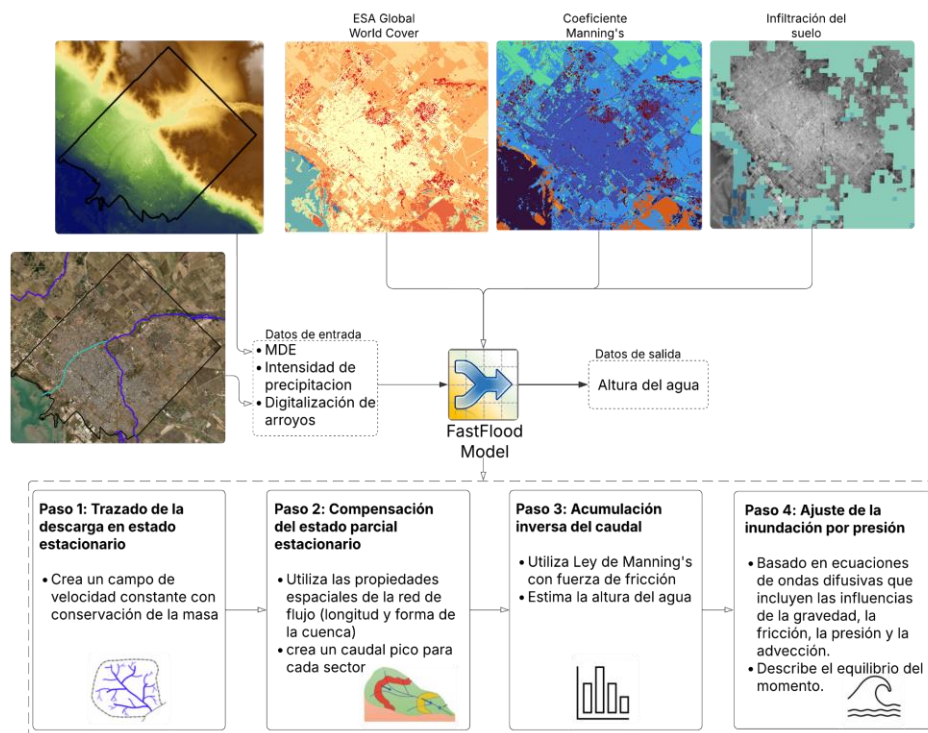 ESA Global
World Cover
Coeficiente
Manning's
Infiltración del
suelo
Datos de entrada
• MDE
• Intensidad de
precipitacion
• Digitalización de
arroyos
FastFlood
Model
Datos de salida
Altura del agua
Paso 1: Trazado de la
descarga en estado
estacionario
• Crea un campo de
velocidad constante con
conservación de la masa
Paso 2: Compensación
del estado parcial
estacionario
• Utiliza las propiedades
espaciales de la red de
flujo (longitud y forma de
la cuenca)
• crea un caudal pico para
cada sector
Paso 3: Acumulación
inversa del caudal
• Utiliza Ley de Manning's
con fuerza de fricción
• Estima la altura del agua
Paso 4: Ajuste de la
inundación por presión
• Basado en ecuaciones
de ondas difusivas que
incluyen las influencias
de la gravedad, la
fricción, la presión y la
advección.
• Describe el equilibrio del
momento.